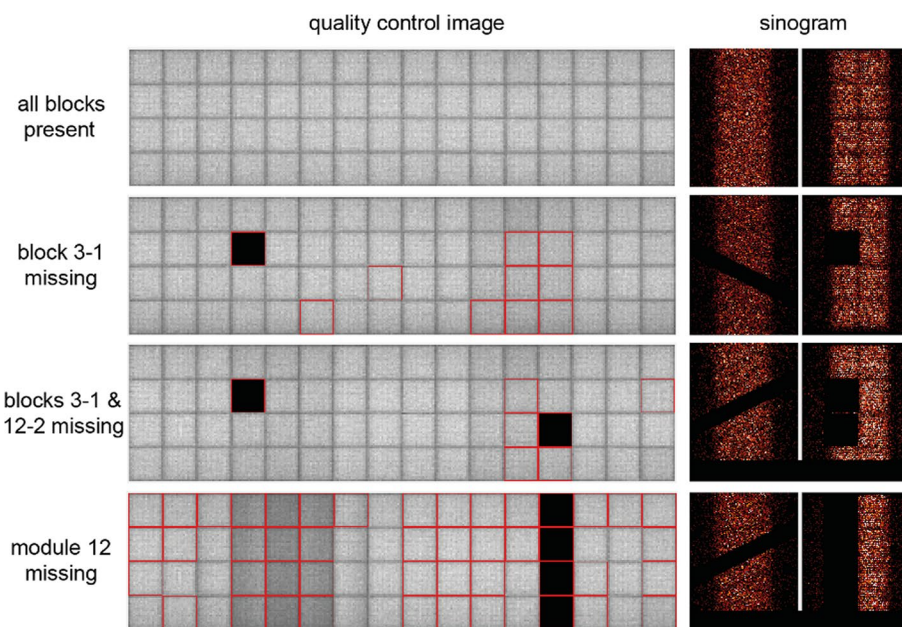 quality control image
sinogram
all blocks
present
block 3-1
missing
blocks 3-1 &
12-2 missing
module 12
missing